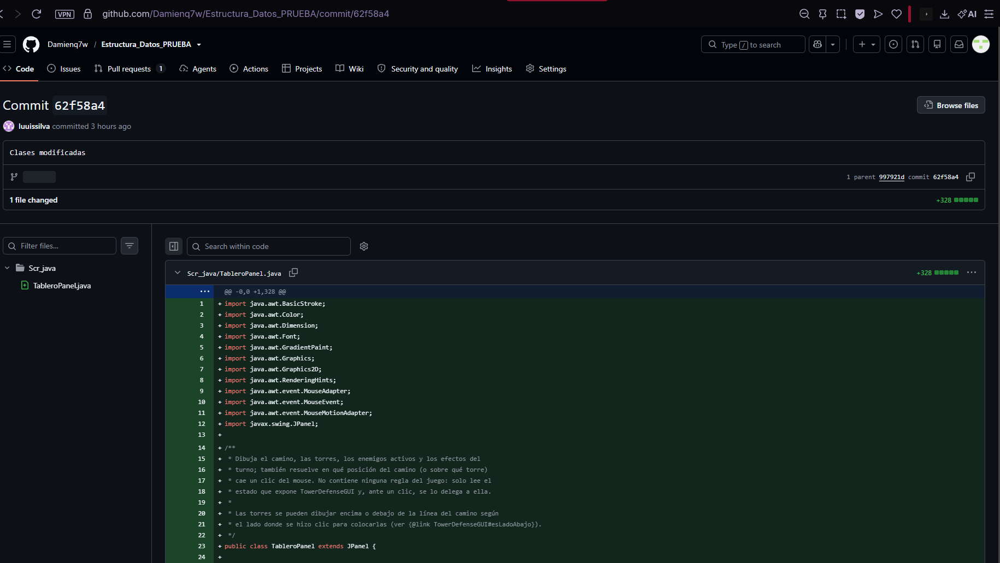 VPN github.com/Damienq7w/Estructura_Datos_PRUEBA/commit/62f58a4 AI
Damienq7w / Estructura_Datos_PRUEBA Type / to search
Code Issues Pull requests 1 Agents Actions Projects Wiki Security and quality Insights Settings
Commit 62f58a4 Browse files
luuissilva committed 3 hours ago
Clases modificadas
1 parent 997921d commit 62f58a4
1 file changed +328
Filter files... Search within code
Scr_java
TableroPanel.java
Scr_java/TableroPanel.java +328
@@ -0,0 +1,328 @@
1 + import java.awt.BasicStroke;
2 + import java.awt.Color;
3 + import java.awt.Dimension;
4 + import java.awt.Font;
5 + import java.awt.GradientPaint;
6 + import java.awt.Graphics;
7 + import java.awt.Graphics2D;
8 + import java.awt.RenderingHints;
9 + import java.awt.event.MouseAdapter;
10 + import java.awt.event.MouseEvent;
11 + import java.awt.event.MouseMotionAdapter;
12 + import javax.swing.JPanel;
13 +
14 + /**
15 + * Dibuja el camino, las torres, los enemigos activos y los efectos del
16 + * turno; también resuelve en qué posición del camino (o sobre qué torre)
17 + * cae un clic del mouse. No contiene ninguna regla del juego: solo lee el
18 + * estado que expone TowerDefenseGUI y, ante un clic, se lo delega a ella.
19 + *
20 + * Las torres se pueden dibujar encima o debajo de la línea del camino según
21 + * el lado donde se hizo clic para colocarlas (ver {@link TowerDefenseGUI#esLadoAbajo}).
22 + */
23 + public class TableroPanel extends JPanel {
24 +